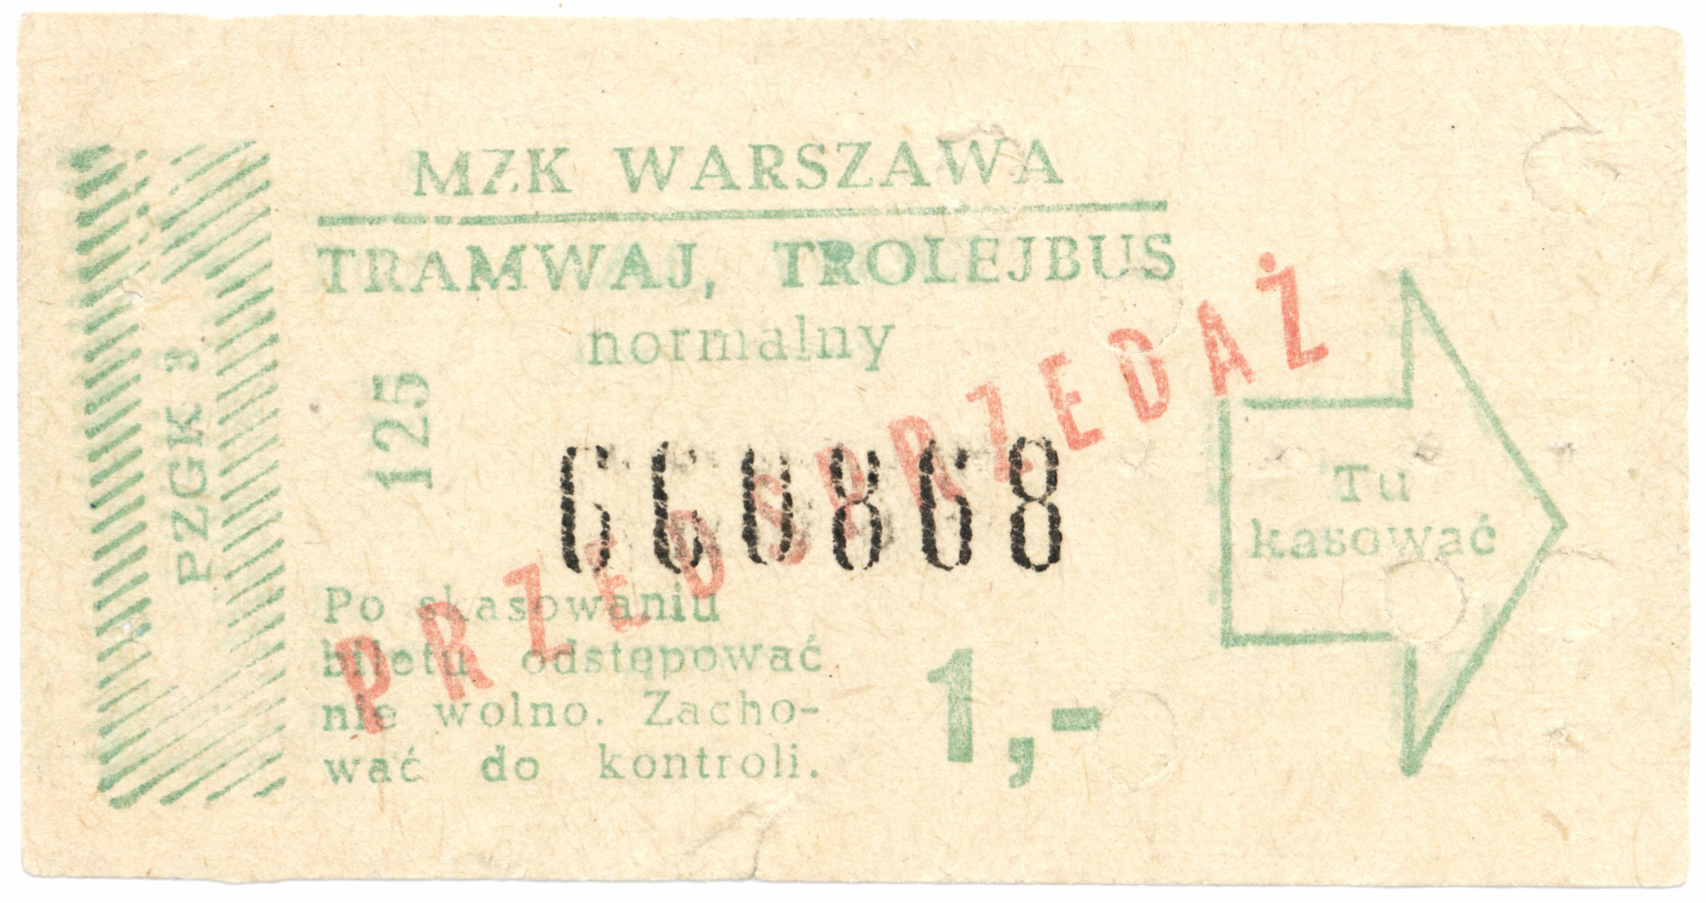 MZK WARSZAWA
TRAMWAJ, TROLEJBUS
normalny
PZGK 3
125
660868
PRZEDSPRZEDAŻ
Tu
kasować
Po skasowaniu
biletu odstępować
nie wolno. Zacho-
wać do kontroli.
1,-